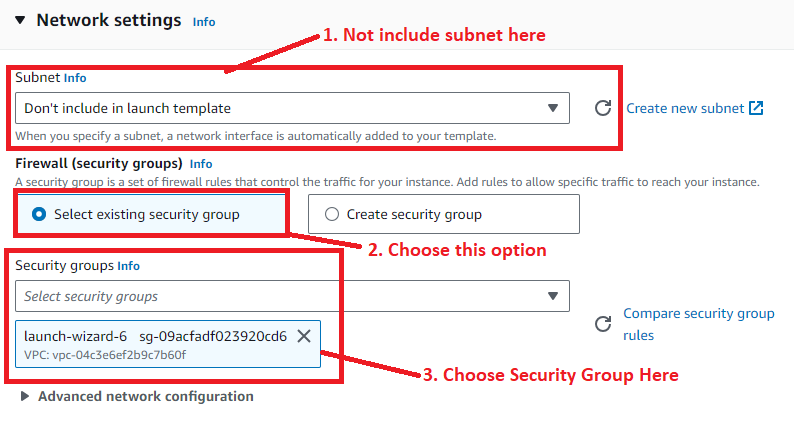 Network settings Info
1. Not include subnet here
Subnet Info
Don't include in launch template
Create new subnet
When you specify a subnet, a network interface is automatically added to your template.
Firewall (security groups) Info
A security group is a set of firewall rules that control the traffic for your instance. Add rules to allow specific traffic to reach your instance.
Select existing security group
Create security group
2. Choose this option
Security groups Info
Select security groups
Compare security group
rules
launch-wizard-6 sg-09acfadf023920cd6
VPC: vpc-04c3e6ef2b9c7b60f
3. Choose Security Group Here
Advanced network configuration